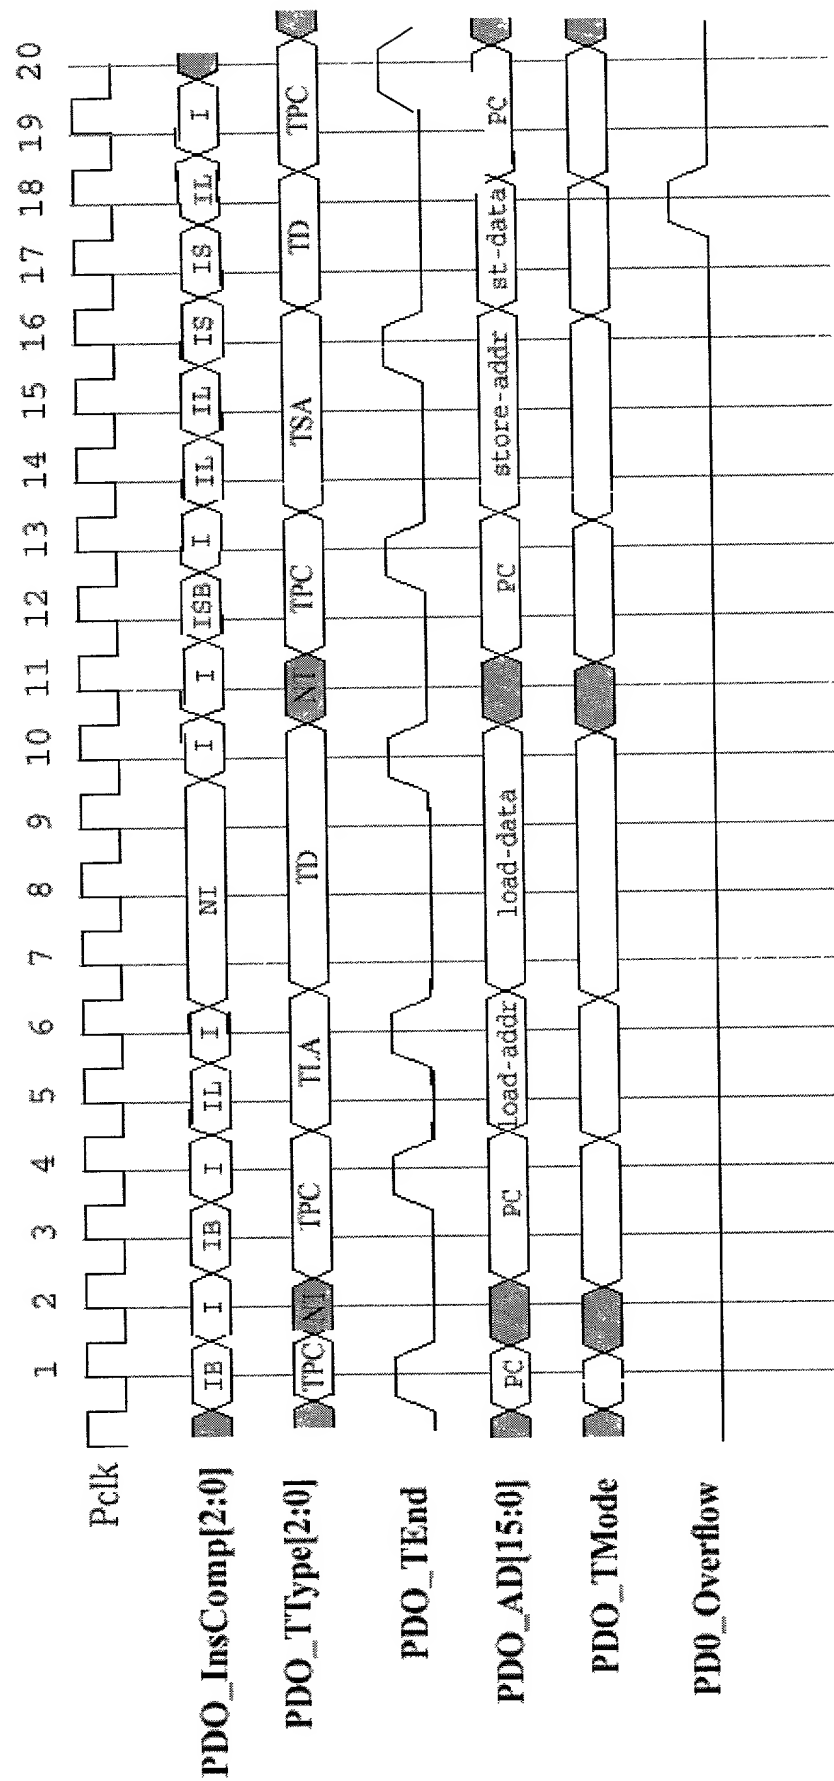 1 2 3 4 5 6 7 8 9 10 11 12 13 14 15 16 17 18 19 20
Pclk
PDO_InsComp[2:0] IB I IB I IL I NI I I ISB I IL IL IS IS IL I
PDO_TType[2:0] TPC NT TPC TLA TD NT TPC TSA TD TPC
PDO_TEnd
PDO_AD[15:0] PC PC load-addr load-data PC store-addr st-data PC
PDO_TMode
PD0_Overflow